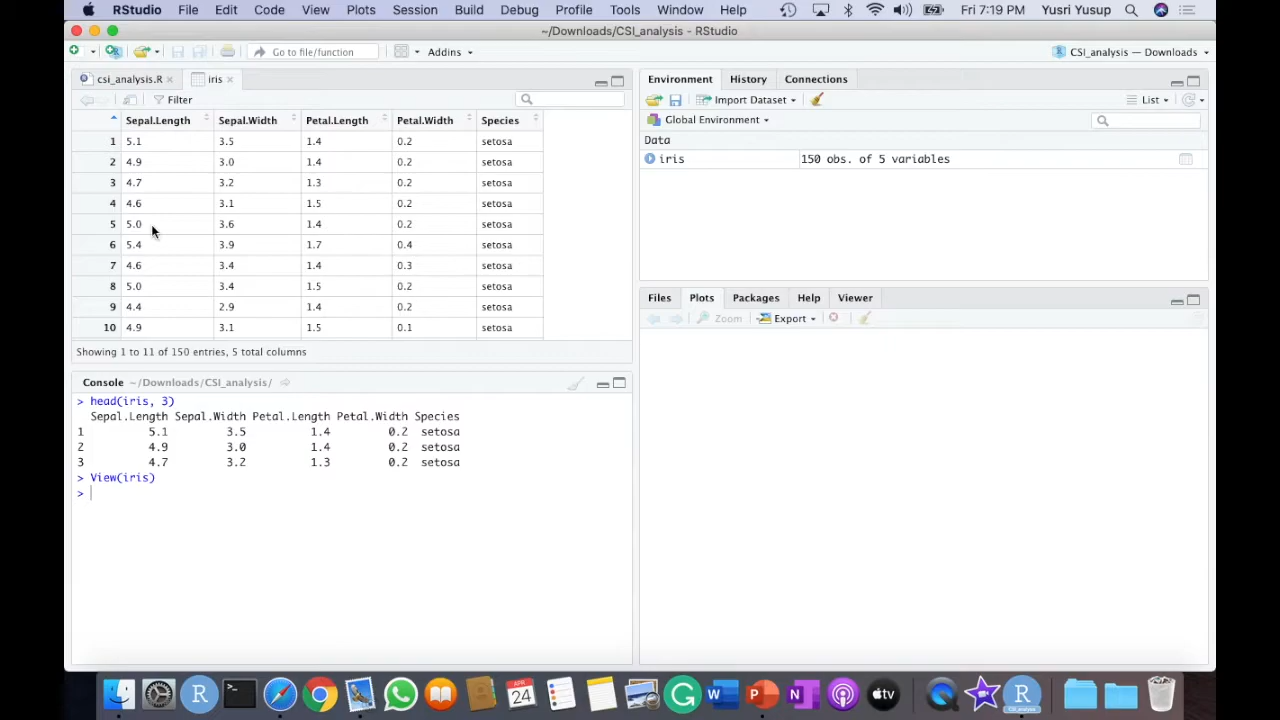 RStudio File Edit Code View Plots Session Build Debug Profile Tools Window Help Fri 7:19 PM Yusri Yusup
~/Downloads/CSI_analysis - RStudio
Go to file/function Addins CSI_analysis — Downloads
csi_analysis.R iris
Filter
Sepal.Length Sepal.Width Petal.Length Petal.Width Species
1 5.1 3.5 1.4 0.2 setosa
2 4.9 3.0 1.4 0.2 setosa
3 4.7 3.2 1.3 0.2 setosa
4 4.6 3.1 1.5 0.2 setosa
5 5.0 3.6 1.4 0.2 setosa
6 5.4 3.9 1.7 0.4 setosa
7 4.6 3.4 1.4 0.3 setosa
8 5.0 3.4 1.5 0.2 setosa
9 4.4 2.9 1.4 0.2 setosa
10 4.9 3.1 1.5 0.1 setosa
Showing 1 to 11 of 150 entries, 5 total columns
Console ~/Downloads/CSI_analysis/
> head(iris, 3)
Sepal.Length Sepal.Width Petal.Length Petal.Width Species
1 5.1 3.5 1.4 0.2 setosa
2 4.9 3.0 1.4 0.2 setosa
3 4.7 3.2 1.3 0.2 setosa
> View(iris)
>
Environment History Connections
Import Dataset List
Global Environment
Data
iris 150 obs. of 5 variables
Files Plots Packages Help Viewer
Zoom Export
R APR 24 W P N tv R
CSI_analysis